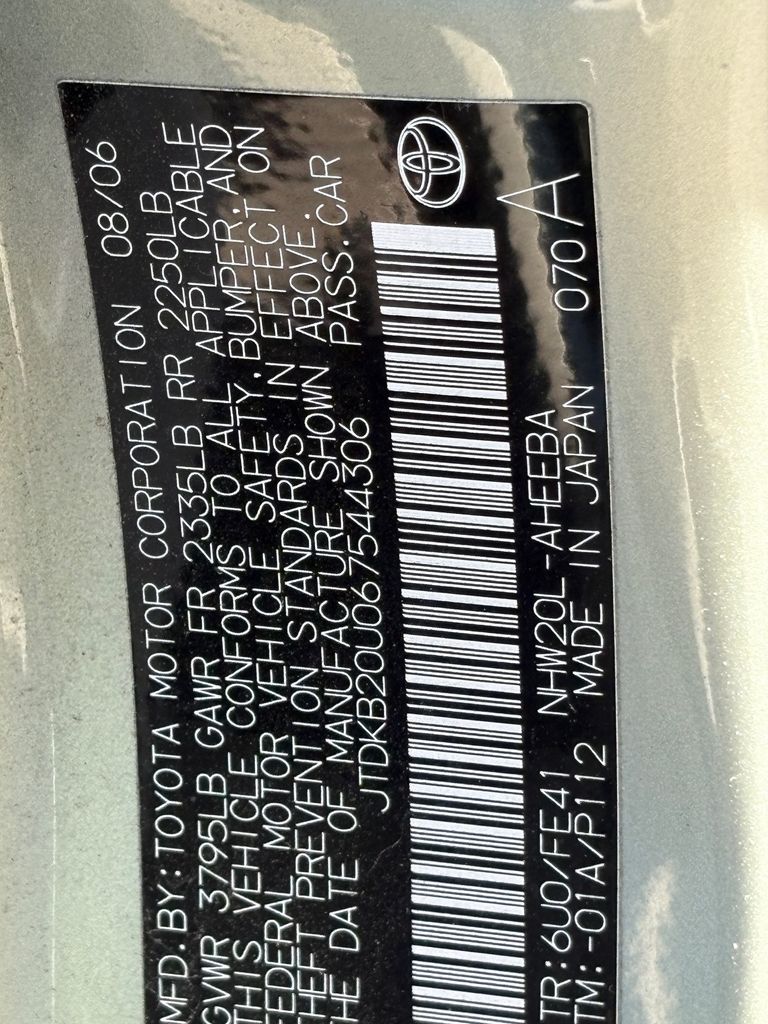 MFD.BY:TOYOTA MOTOR CORPORATION 08/06
GVWR 3795LB GAWR FR 2335LB RR 2250LB
THIS VEHICLE CONFORMS TO ALL APPLICABLE
FEDERAL MOTOR VEHICLE SAFETY,BUMPER,AND
THEFT PREVENTION STANDARDS IN EFFECT ON
THE DATE OF MANUFACTURE SHOWN ABOVE.
JTDKB20U067544306 PASS.CAR
TR:6U0/FE41 NHW20L-AHEEBA A
TM:-01A/P112 MADE IN JAPAN 070